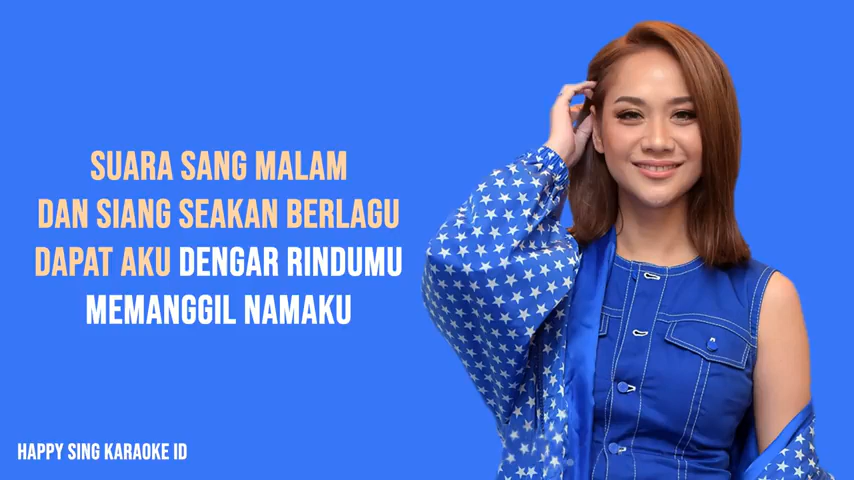 SUARA SANG MALAM
DAN SIANG SEAKAN BERLAGU
DAPAT AKU DENGAR RINDUMU
MEMANGGIL NAMAKU
HAPPY SING KARAOKE ID